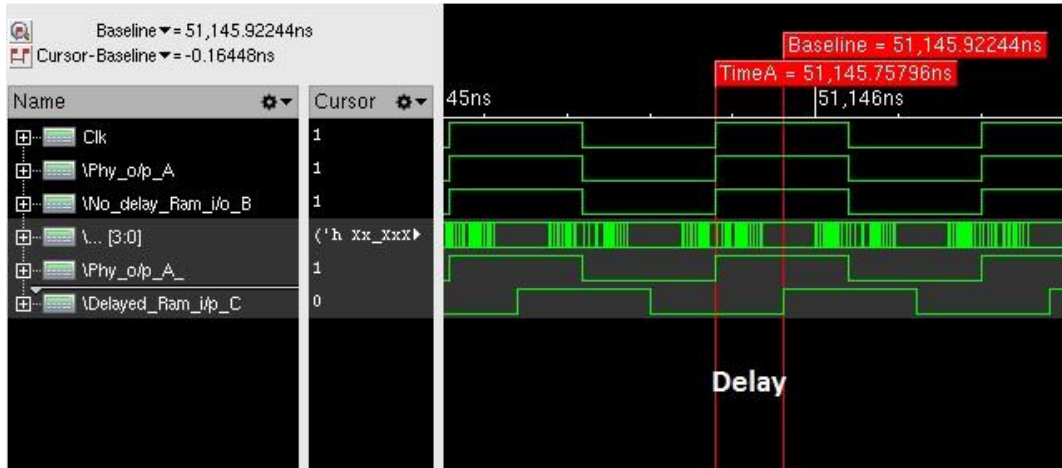 Baseline▼= 51,145.92244ns
Cursor-Baseline▼= -0.16448ns
Baseline = 51,145.92244ns
TimeA = 51,145.75796ns
Name
Cursor
45ns
51,146ns
Clk
1
\Phy_o/p_A
1
\No_delay_Ram_i/o_B
1
\... [3:0]
('h Xx_XxX
\Phy_o/p_A_
1
\Delayed_Ram_i/p_C
0
Delay